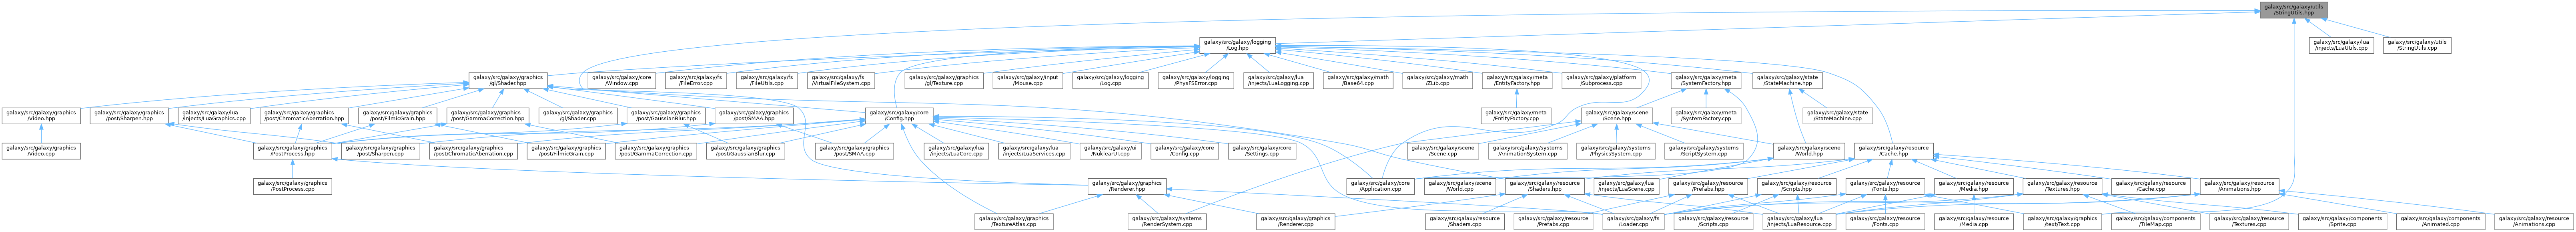 galaxy/src/galaxy/utils
/StringUtils.hpp
galaxy/src/galaxy/logging
/Log.hpp
galaxy/src/galaxy/lua
/injects/LuaUtils.cpp
galaxy/src/galaxy/utils
/StringUtils.cpp
galaxy/src/galaxy/graphics
/gl/Shader.hpp
galaxy/src/galaxy/core
/Window.cpp
galaxy/src/galaxy/fs
/FileError.cpp
galaxy/src/galaxy/fs
/FileUtils.cpp
galaxy/src/galaxy/fs
/VirtualFileSystem.cpp
galaxy/src/galaxy/graphics
/gl/Texture.cpp
galaxy/src/galaxy/input
/Mouse.cpp
galaxy/src/galaxy/logging
/Log.cpp
galaxy/src/galaxy/logging
/PhysFSError.cpp
galaxy/src/galaxy/lua
/injects/LuaLogging.cpp
galaxy/src/galaxy/math
/Base64.cpp
galaxy/src/galaxy/math
/ZLib.cpp
galaxy/src/galaxy/meta
/EntityFactory.hpp
galaxy/src/galaxy/platform
/Subprocess.cpp
galaxy/src/galaxy/meta
/SystemFactory.hpp
galaxy/src/galaxy/state
/StateMachine.hpp
galaxy/src/galaxy/graphics
/Video.hpp
galaxy/src/galaxy/graphics
/post/Sharpen.hpp
galaxy/src/galaxy/lua
/injects/LuaGraphics.cpp
galaxy/src/galaxy/graphics
/post/ChromaticAberration.hpp
galaxy/src/galaxy/graphics
/post/FilmicGrain.hpp
galaxy/src/galaxy/graphics
/post/GammaCorrection.hpp
galaxy/src/galaxy/graphics
/gl/Shader.cpp
galaxy/src/galaxy/graphics
/post/GaussianBlur.hpp
galaxy/src/galaxy/graphics
/post/SMAA.hpp
galaxy/src/galaxy/core
/Config.hpp
galaxy/src/galaxy/meta
/EntityFactory.cpp
galaxy/src/galaxy/scene
/Scene.hpp
galaxy/src/galaxy/meta
/SystemFactory.cpp
galaxy/src/galaxy/state
/StateMachine.cpp
galaxy/src/galaxy/graphics
/Video.cpp
galaxy/src/galaxy/graphics
/PostProcess.hpp
galaxy/src/galaxy/graphics
/post/Sharpen.cpp
galaxy/src/galaxy/graphics
/post/ChromaticAberration.cpp
galaxy/src/galaxy/graphics
/post/FilmicGrain.cpp
galaxy/src/galaxy/graphics
/post/GammaCorrection.cpp
galaxy/src/galaxy/graphics
/post/GaussianBlur.cpp
galaxy/src/galaxy/graphics
/post/SMAA.cpp
galaxy/src/galaxy/lua
/injects/LuaCore.cpp
galaxy/src/galaxy/lua
/injects/LuaServices.cpp
galaxy/src/galaxy/ui
/NuklearUI.cpp
galaxy/src/galaxy/core
/Config.cpp
galaxy/src/galaxy/core
/Settings.cpp
galaxy/src/galaxy/scene
/Scene.cpp
galaxy/src/galaxy/systems
/AnimationSystem.cpp
galaxy/src/galaxy/systems
/PhysicsSystem.cpp
galaxy/src/galaxy/systems
/ScriptSystem.cpp
galaxy/src/galaxy/scene
/World.hpp
galaxy/src/galaxy/resource
/Cache.hpp
galaxy/src/galaxy/graphics
/PostProcess.cpp
galaxy/src/galaxy/graphics
/Renderer.hpp
galaxy/src/galaxy/core
/Application.cpp
galaxy/src/galaxy/scene
/World.cpp
galaxy/src/galaxy/resource
/Shaders.hpp
galaxy/src/galaxy/lua
/injects/LuaScene.cpp
galaxy/src/galaxy/resource
/Prefabs.hpp
galaxy/src/galaxy/resource
/Scripts.hpp
galaxy/src/galaxy/resource
/Fonts.hpp
galaxy/src/galaxy/resource
/Media.hpp
galaxy/src/galaxy/resource
/Textures.hpp
galaxy/src/galaxy/resource
/Cache.cpp
galaxy/src/galaxy/resource
/Animations.hpp
galaxy/src/galaxy/graphics
/TextureAtlas.cpp
galaxy/src/galaxy/systems
/RenderSystem.cpp
galaxy/src/galaxy/graphics
/Renderer.cpp
galaxy/src/galaxy/resource
/Shaders.cpp
galaxy/src/galaxy/resource
/Prefabs.cpp
galaxy/src/galaxy/fs
/Loader.cpp
galaxy/src/galaxy/resource
/Scripts.cpp
galaxy/src/galaxy/lua
/injects/LuaResource.cpp
galaxy/src/galaxy/resource
/Fonts.cpp
galaxy/src/galaxy/resource
/Media.cpp
galaxy/src/galaxy/graphics
/text/Text.cpp
galaxy/src/galaxy/components
/TileMap.cpp
galaxy/src/galaxy/resource
/Textures.cpp
galaxy/src/galaxy/components
/Sprite.cpp
galaxy/src/galaxy/components
/Animated.cpp
galaxy/src/galaxy/resource
/Animations.cpp